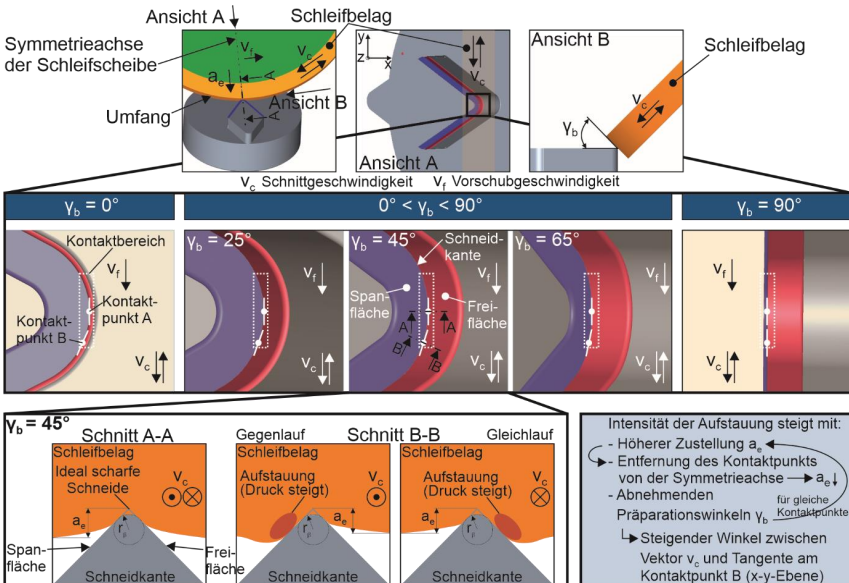 Ansicht A
Symmetrieachse
der Schleifscheibe
Umfang
v_f
a_e
v_c
A
A
Ansicht B
Schleifbelag
y
z
x
v_c
Ansicht A
Ansicht B
v_c
γ_b
Schleifbelag
v_c Schnittgeschwindigkeit v_f Vorschubgeschwindigkeit
γ_b = 0°
0° < γ_b < 90°
γ_b = 90°
Kontaktbereich
v_f
Kontakt-
punkt A
Kontakt-
punkt B
v_c
γ_b = 25°
v_f
v_c
γ_b = 45°
Schneid-
kante
Span-
fläche
Frei-
fläche
A
A
B
B
γ_b = 65°
v_f
v_c
v_f
v_c
γ_b = 45°
Schnitt A-A
Schleifbelag
Ideal scharfe
Schneide
v_c
a_e
r_β
Span-
fläche
Frei-
fläche
Schneidkante
Gegenlauf
Schnitt B-B
Gleichlauf
Schleifbelag
Aufstauung
(Druck steigt)
v_c
a_e
r_β
Schneidkante
Schleifbelag
Aufstauung
(Druck steigt)
v_c
a_e
r_β
Schneidkante
Intensität der Aufstauung steigt mit:
- Höherer Zustellung a_e
- Entfernung des Kontaktpunkts
von der Symmetrieachse → a_e↓
- Abnehmenden
Präparationswinkeln γ_b
für gleiche
Kontaktpunkte
Steigender Winkel zwischen
Vektor v_c und Tangente am
Kontaktpunkt B (x-y-Ebene)